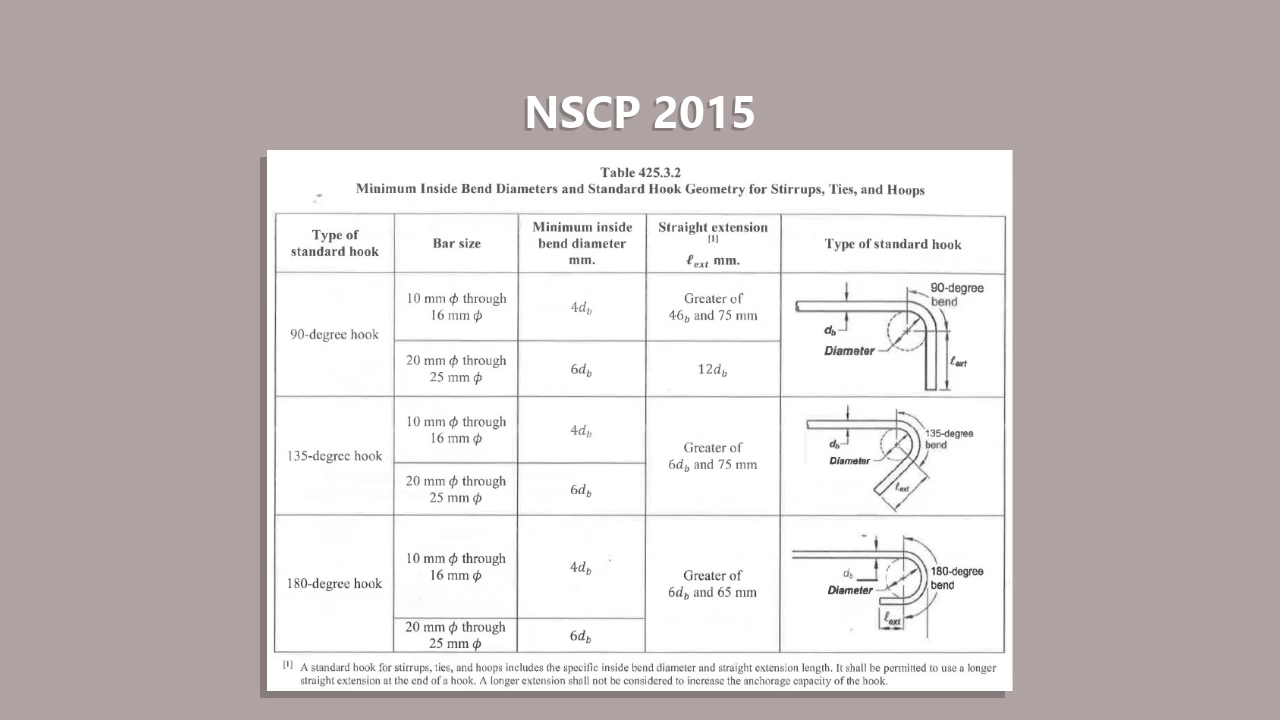 NSCP 2015
Table 425.3.2
Minimum Inside Bend Diameters and Standard Hook Geometry for Stirrups, Ties, and Hoops
Type of
standard hook
Bar size
Minimum inside
bend diameter
mm.
Straight extension
[1]
ℓext mm.
Type of standard hook
90-degree hook
10 mm ϕ through
16 mm ϕ
4db
Greater of
46b and 75 mm
20 mm ϕ through
25 mm ϕ
6db
12db
90-degree
bend
db
Diameter
ℓext
135-degree hook
10 mm ϕ through
16 mm ϕ
4db
Greater of
6db and 75 mm
20 mm ϕ through
25 mm ϕ
6db
135-degree
bend
db
Diameter
ℓext
180-degree hook
10 mm ϕ through
16 mm ϕ
4db
Greater of
6db and 65 mm
20 mm ϕ through
25 mm ϕ
6db
180-degree
bend
db
Diameter
ℓext
[1] A standard hook for stirrups, ties, and hoops includes the specific inside bend diameter and straight extension length. It shall be permitted to use a longer
straight extension at the end of a hook. A longer extension shall not be considered to increase the anchorage capacity of the hook.